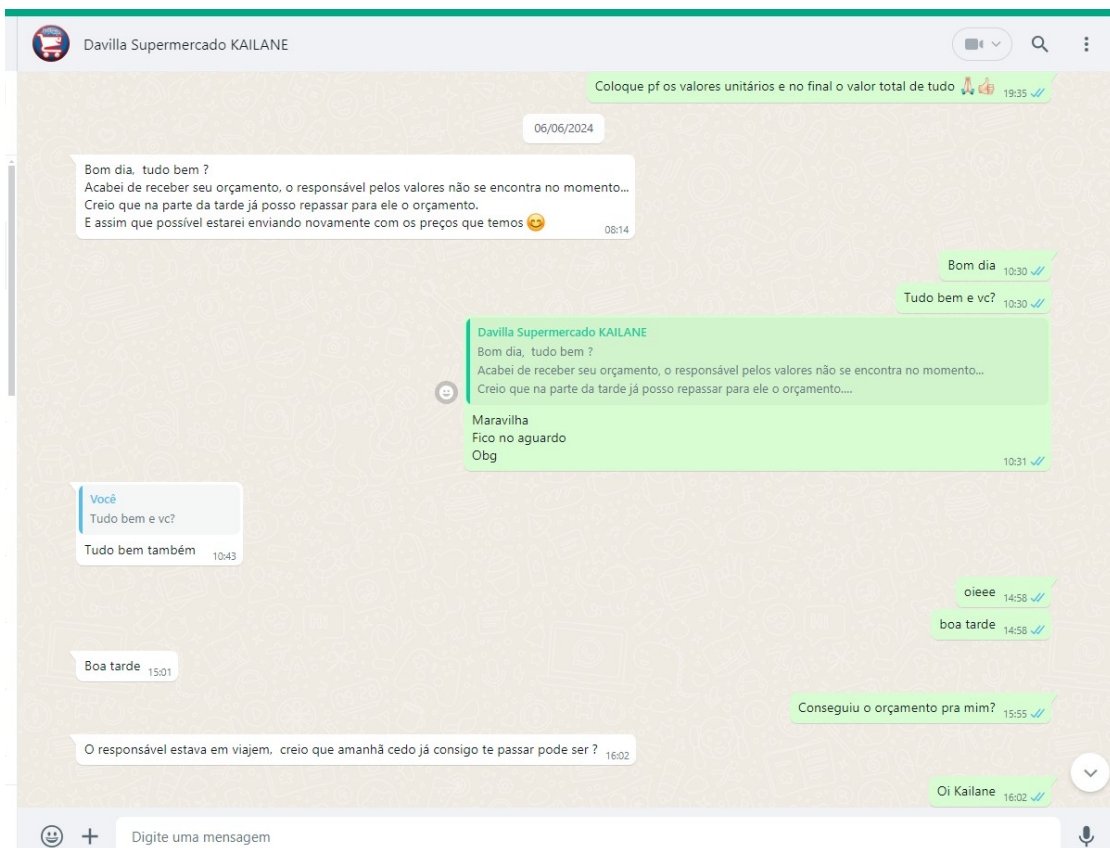 Davilla Supermercado KAILANE
Coloque pf os valores unitários e no final o valor total de tudo 🙏🏻👍🏻 19:35
06/06/2024
Bom dia, tudo bem ?
Acabei de receber seu orçamento, o responsável pelos valores não se encontra no momento...
Creio que na parte da tarde já posso repassar para ele o orçamento.
E assim que possível estarei enviando novamente com os preços que temos 😊
08:14
Bom dia 10:30
Tudo bem e vc? 10:30
Davilla Supermercado KAILANE
Bom dia, tudo bem ?
Acabei de receber seu orçamento, o responsável pelos valores não se encontra no momento...
Creio que na parte da tarde já posso repassar para ele o orçamento....
Maravilha
Fico no aguardo
Obg
10:31
Você
Tudo bem e vc?
Tudo bem também 10:43
oieee 14:58
boa tarde 14:58
Boa tarde 15:01
Conseguiu o orçamento pra mim? 15:55
O responsável estava em viajem, creio que amanhã cedo já consigo te passar pode ser ? 16:02
Oi Kailane 16:02
Digite uma mensagem